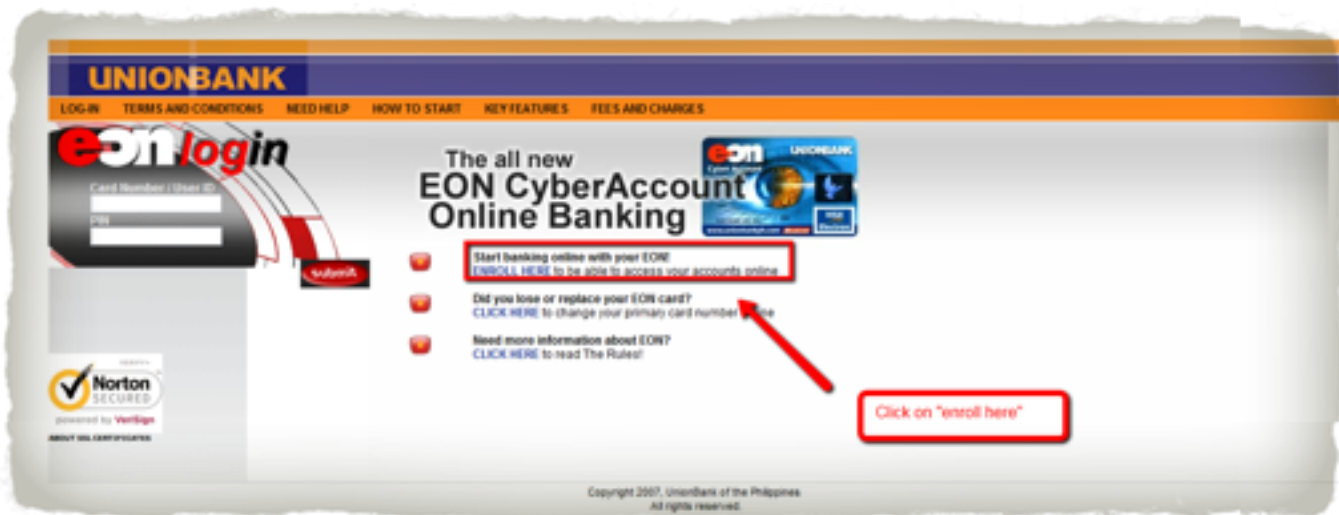 UNIONBANK
LOG-IN TERMS AND CONDITIONS NEED HELP HOW TO START KEY FEATURES FEES AND CHARGES
eon login
Card Number / User ID
PIN
submit
The all new
EON CyberAccount
Online Banking
eon UNIONBANK
VISA
Electron
Start banking online with your EON!
ENROLL HERE to be able to access your accounts online
Did you lose or replace your EON card?
CLICK HERE to change your primary card number
Need more information about EON?
CLICK HERE to read The Rules!
Click on "enroll here"
Norton
SECURED
powered by VeriSign
ABOUT SSL CERTIFICATES
Copyright 2007, UnionBank of the Philippines
All rights reserved.